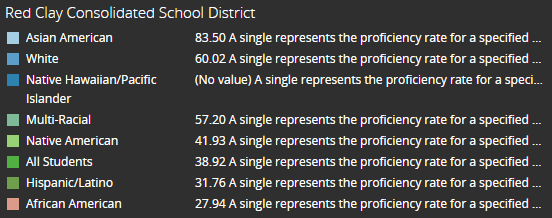 Red Clay Consolidated School District
Asian American 83.50 A single represents the proficiency rate for a specified ...
White 60.02 A single represents the proficiency rate for a specified ...
Native Hawaiian/Pacific (No value) A single represents the proficiency rate for a speci...
Islander
Multi-Racial 57.20 A single represents the proficiency rate for a specified ...
Native American 41.93 A single represents the proficiency rate for a specified ...
All Students 38.92 A single represents the proficiency rate for a specified ...
Hispanic/Latino 31.76 A single represents the proficiency rate for a specified ...
African American 27.94 A single represents the proficiency rate for a specified ...